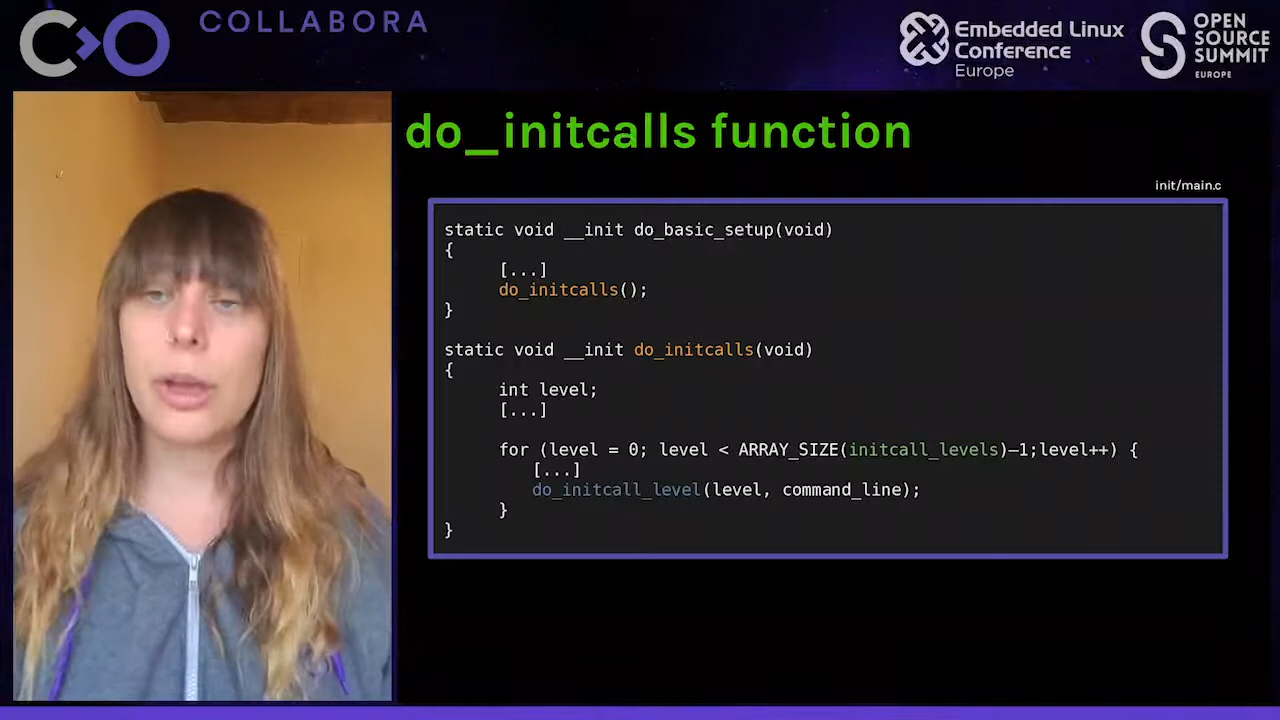 COLLABORA
Embedded Linux
Conference
Europe
OPEN
SOURCE
SUMMIT
EUROPE
do_initcalls function
init/main.c
static void __init do_basic_setup(void)
{
[...]
do_initcalls();
}
static void __init do_initcalls(void)
{
int level;
[...]
for (level = 0; level < ARRAY_SIZE(initcall_levels)–1;level++) {
[...]
do_initcall_level(level, command_line);
}
}